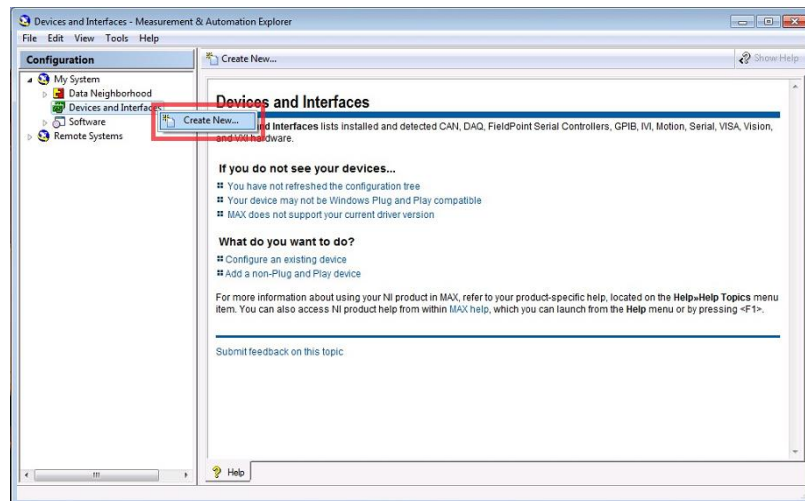 Devices and Interfaces - Measurement & Automation Explorer
File Edit View Tools Help
Configuration
My System
Data Neighborhood
Devices and Interfaces
Software
Remote Systems
Create New...
Create New...
Show Help
Devices and Interfaces
d Interfaces lists installed and detected CAN, DAQ, FieldPoint Serial Controllers, GPIB, IVI, Motion, Serial, VISA, Vision,
and VXI hardware.
If you do not see your devices...
You have not refreshed the configuration tree
Your device may not be Windows Plug and Play compatible
MAX does not support your current driver version
What do you want to do?
Configure an existing device
Add a non-Plug and Play device
For more information about using your NI product in MAX, refer to your product-specific help, located on the Help»Help Topics menu
item. You can also access NI product help from within MAX help, which you can launch from the Help menu or by pressing <F1>.
Submit feedback on this topic
Help